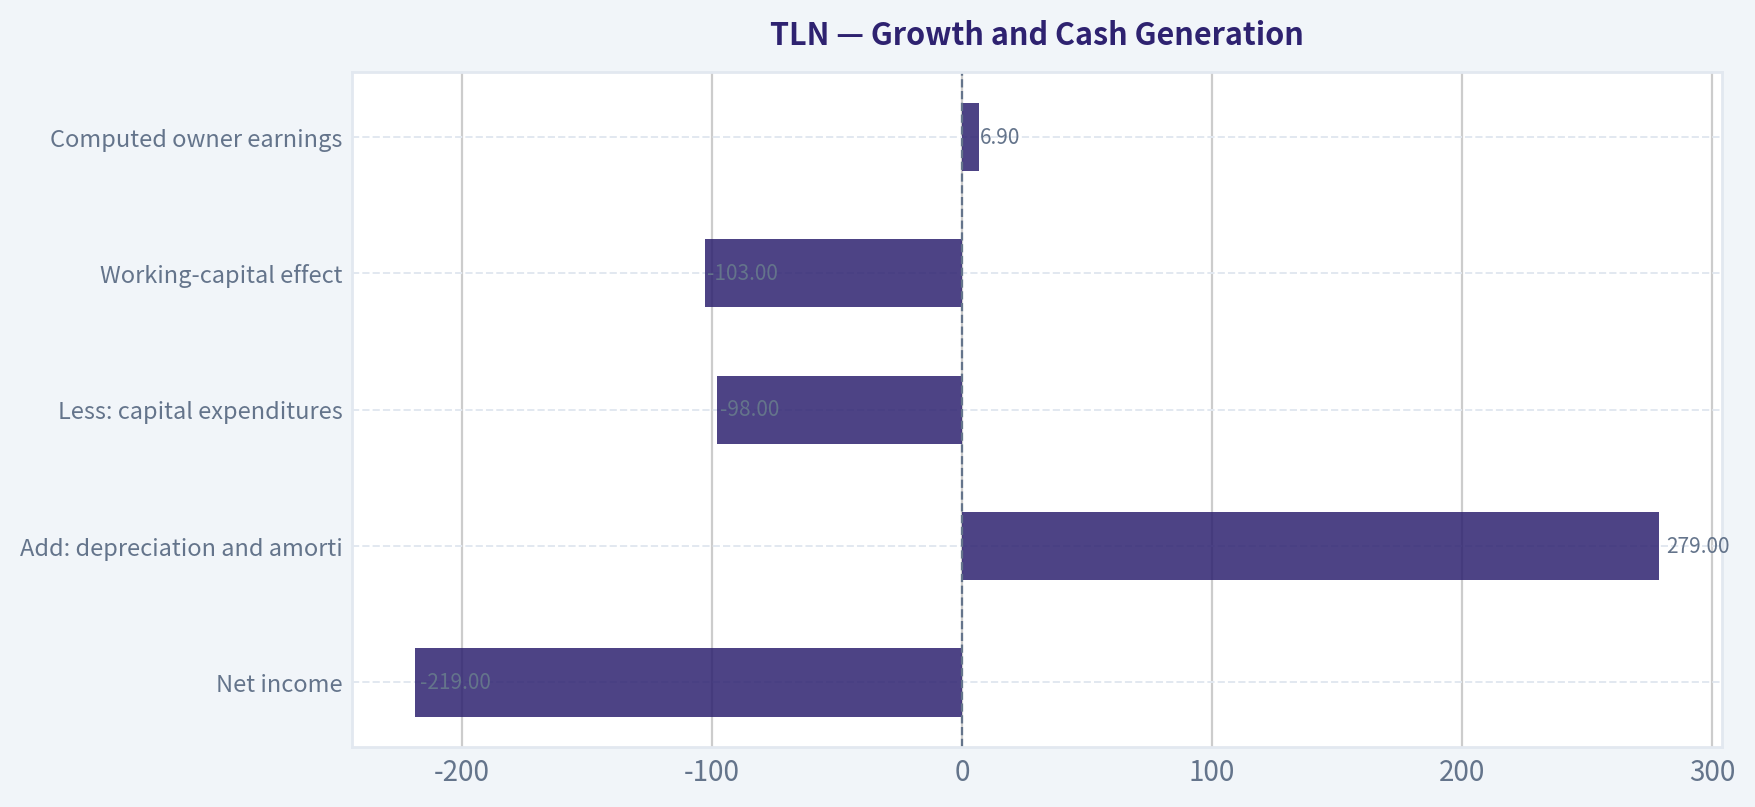 TLN — Growth and Cash Generation
Computed owner earnings
6.90
Working-capital effect
-103.00
Less: capital expenditures
-98.00
Add: depreciation and amorti
279.00
Net income
-219.00
-200
-100
0
100
200
300